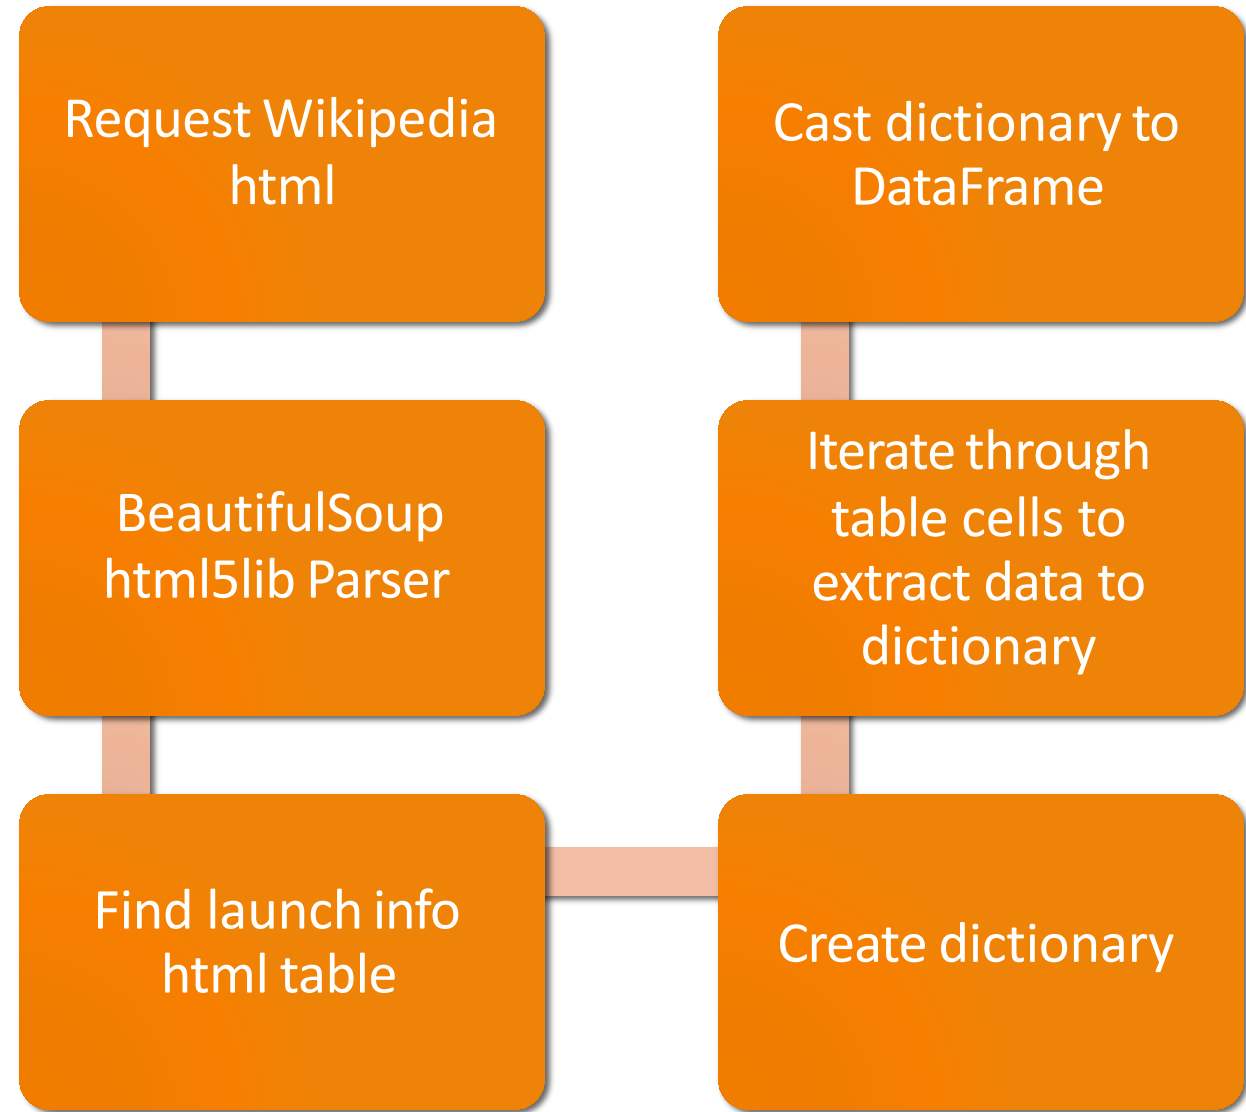 Request Wikipedia
html
BeautifulSoup
html5lib Parser
Find launch info
html table
Create dictionary
Iterate through
table cells to
extract data to
dictionary
Cast dictionary to
DataFrame